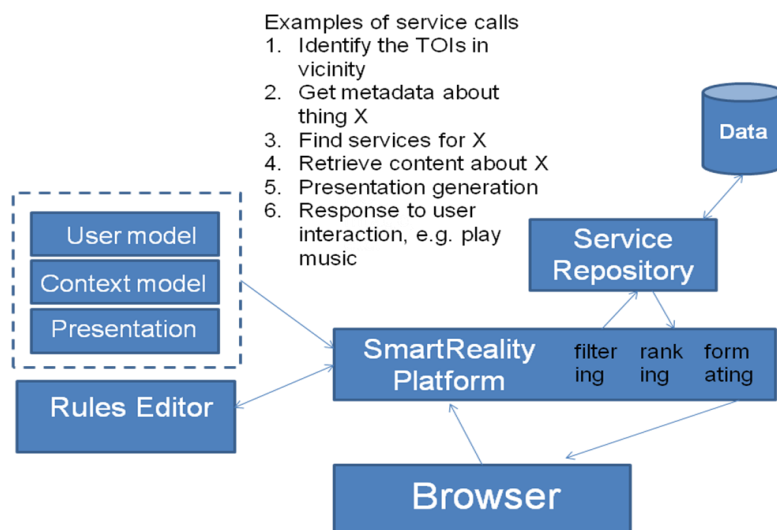 Examples of service calls
1. Identify the TOIs in
vicinity
2. Get metadata about
thing X
3. Find services for X
4. Retrieve content about X
5. Presentation generation
6. Response to user
interaction, e.g. play
music
Data
User model
Context model
Presentation
Service
Repository
SmartReality
Platform
filter
ing
rank
ing
form
ating
Rules Editor
Browser